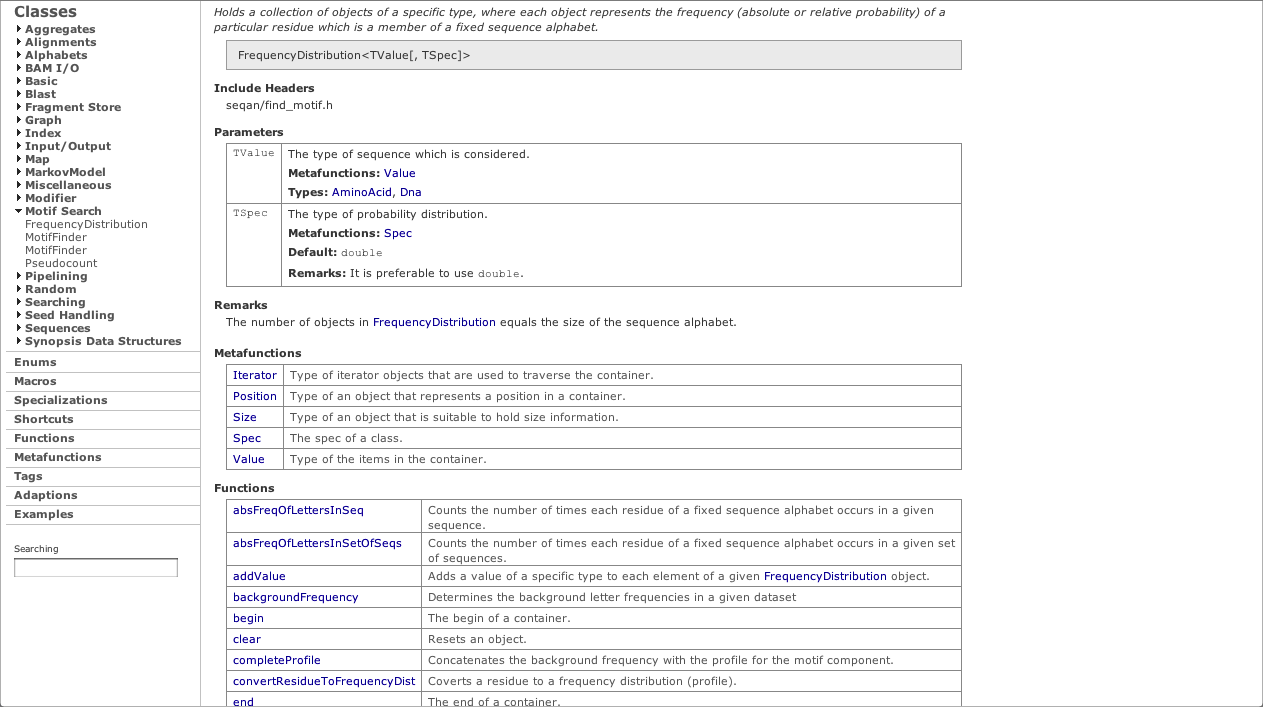 Classes
Aggregates
Alignments
Alphabets
BAM I/O
Basic
Blast
Fragment Store
Graph
Index
Input/Output
Map
MarkovModel
Miscellaneous
Modifier
Motif Search
FrequencyDistribution
MotifFinder
MotifFinder
Pseudocount
Pipelining
Random
Searching
Seed Handling
Sequences
Synopsis Data Structures
Enums
Macros
Specializations
Shortcuts
Functions
Metafunctions
Tags
Adaptions
Examples
Searching
Holds a collection of objects of a specific type, where each object represents the frequency (absolute or relative probability) of a
particular residue which is a member of a fixed sequence alphabet.
FrequencyDistribution<TValue[, TSpec]>
Include Headers
seqan/find_motif.h
Parameters
TValue The type of sequence which is considered.
Metafunctions: Value
Types: AminoAcid, Dna
TSpec The type of probability distribution.
Metafunctions: Spec
Default: double
Remarks: It is preferable to use double.
Remarks
The number of objects in FrequencyDistribution equals the size of the sequence alphabet.
Metafunctions
Iterator Type of iterator objects that are used to traverse the container.
Position Type of an object that represents a position in a container.
Size Type of an object that is suitable to hold size information.
Spec The spec of a class.
Value Type of the items in the container.
Functions
absFreqOfLettersInSeq Counts the number of times each residue of a fixed sequence alphabet occurs in a given
sequence.
absFreqOfLettersInSetOfSeqs Counts the number of times each residue of a fixed sequence alphabet occurs in a given set
of sequences.
addValue Adds a value of a specific type to each element of a given FrequencyDistribution object.
backgroundFrequency Determines the background letter frequencies in a given dataset
begin The begin of a container.
clear Resets an object.
completeProfile Concatenates the background frequency with the profile for the motif component.
convertResidueToFrequencyDist Coverts a residue to a frequency distribution (profile).
end The end of a container.